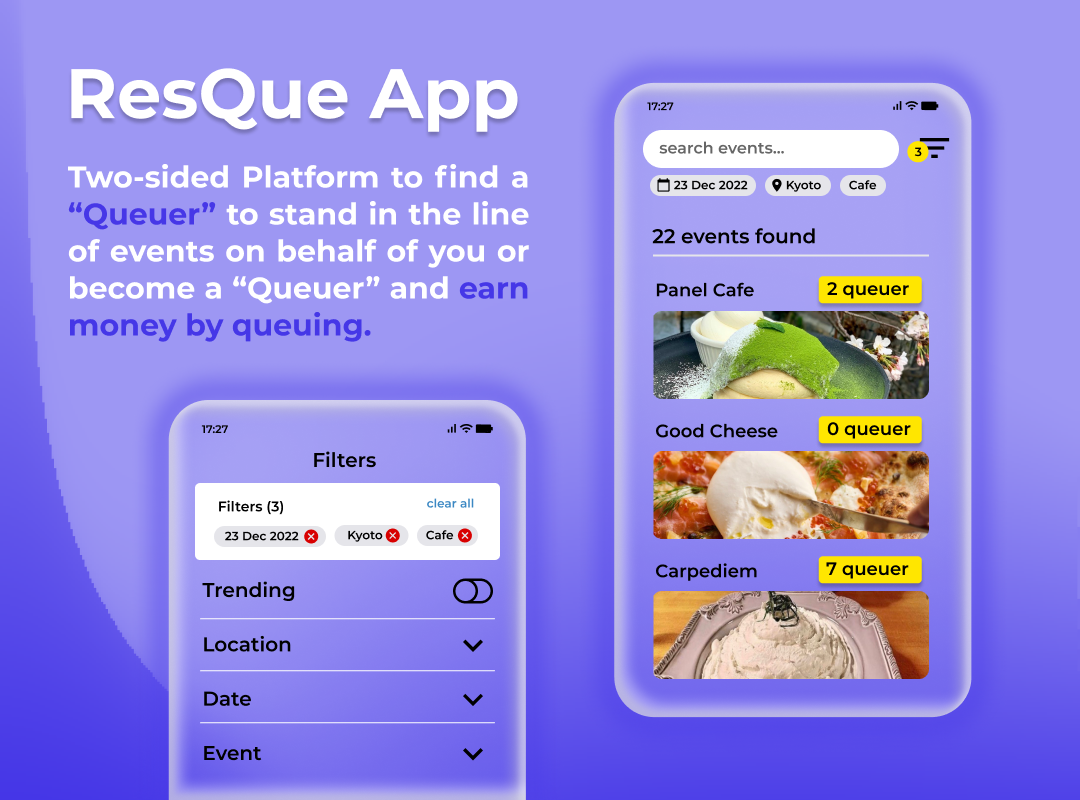 ResQue App
Two-sided Platform to find a
“Queuer” to stand in the line
of events on behalf of you or
become a “Queuer” and earn
money by queuing.
17:27
Filters
Filters (3)
clear all
23 Dec 2022
Kyoto
Cafe
Trending
Location
Date
Event
17:27
search events...
3
23 Dec 2022
Kyoto
Cafe
22 events found
Panel Cafe
2 queuer
Good Cheese
0 queuer
Carpediem
7 queuer